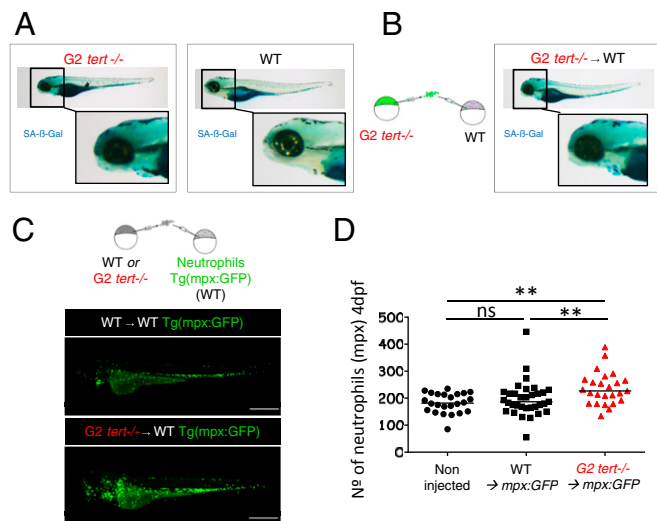 A
G2 tert -/-
WT
SA-ß-Gal
SA-ß-Gal
B
G2 tert-/-
WT
G2 tert-/- → WT
SA-ß-Gal
C
WT or
G2 tert-/-
Neutrophils
Tg(mpx:GFP)
(WT)
WT → WT Tg(mpx:GFP)
G2 tert-/-→WT Tg(mpx:GFP)
D
Nº of neutrophils (mpx) 4dpf
500
400
300
200
100
0
**
ns
**
Non
injected
WT
→ mpx:GFP
G2 tert-/-
→ mpx:GFP